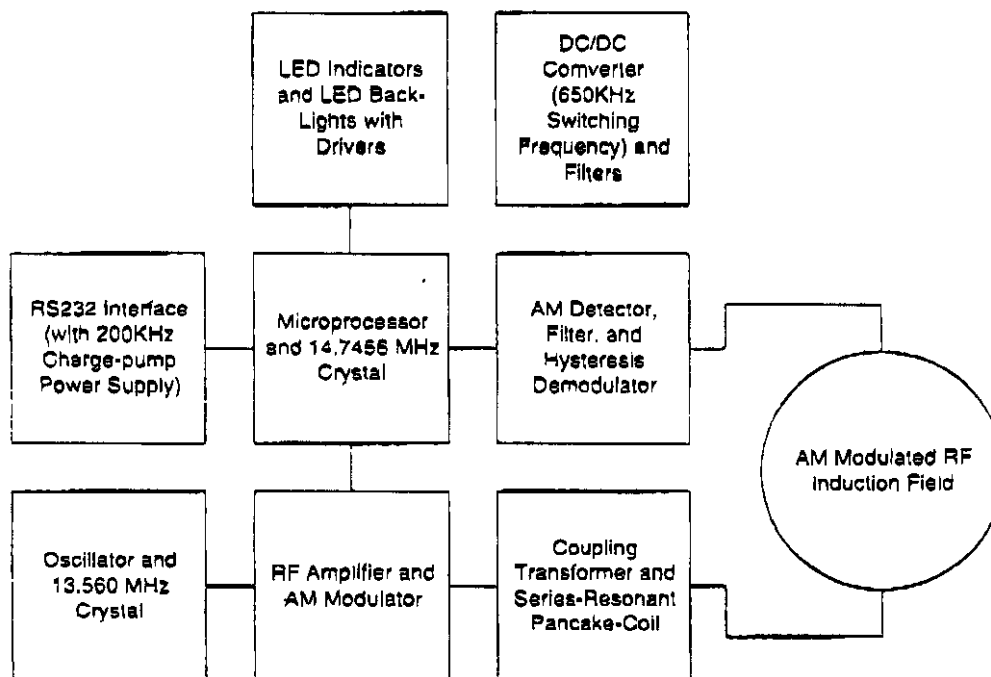 LED Indicators
and LED Back-
Lights with
Drivers
DC/DC
Comverter
(650KHz
Switching
Frequency) and
Filters
RS232 Interface
(with 200KHz
Charge-pump
Power Supply)
Microprocessor
and 14.7456 MHz
Crystal
AM Detector,
Filter, and
Hysteresis
Demodulator
AM Modulated RF
Induction Field
Oscillator and
13.560 MHz
Crystal
RF Amplifier and
AM Modulator
Coupling
Transformer and
Series-Resonant
Pancake-Coil